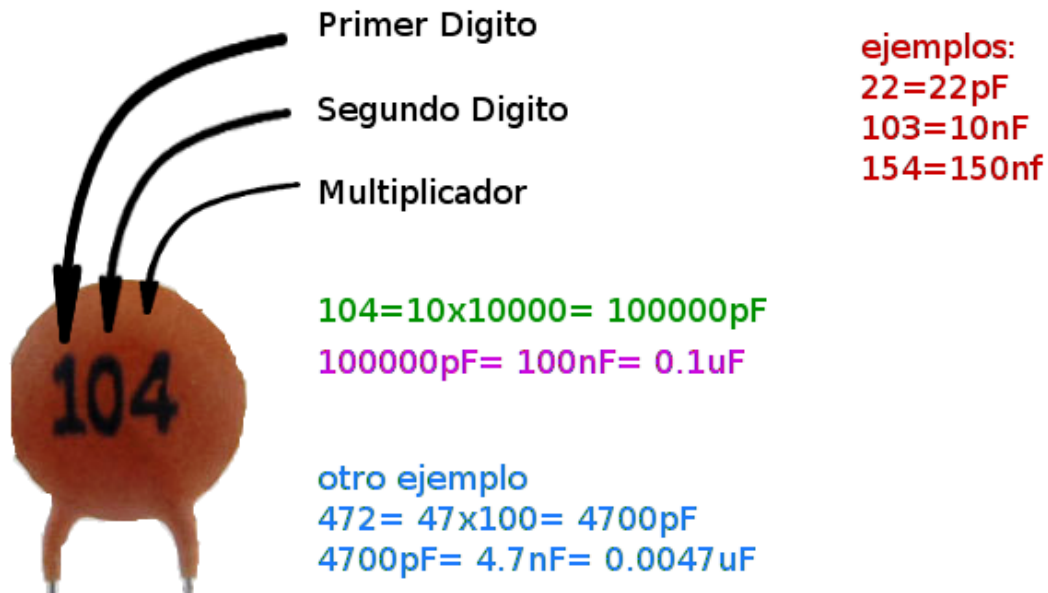 Primer Digito
Segundo Digito
Multiplicador
ejemplos:
22=22pF
103=10nF
154=150nf
104=10x10000= 100000pF
100000pF= 100nF= 0.1uF
104
otro ejemplo
472= 47x100= 4700pF
4700pF= 4.7nF= 0.0047uF